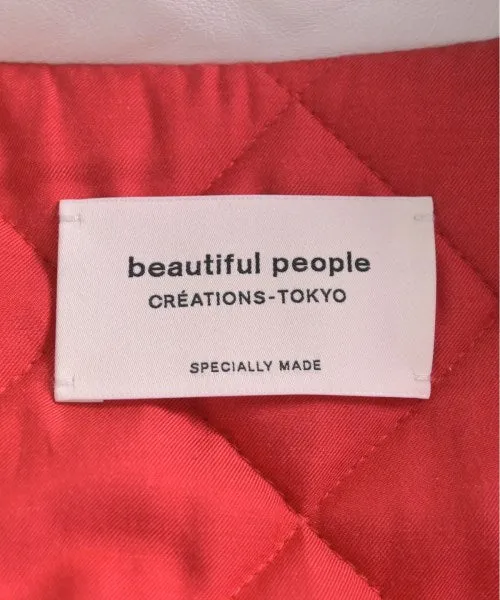 beautiful people
CRÉATIONS-TOKYO
SPECIALLY MADE